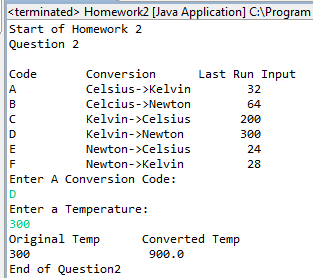 <terminated> Homework2 [Java Application] C:\Program
Start of Homework 2
Question 2
Code Conversion Last Run Input
A Celsius->Kelvin 32
B Celcius->Newton 64
C Kelvin->Celsius 200
D Kelvin->Newton 300
E Newton->Celsius 24
F Newton->Kelvin 28
Enter A Conversion Code:
D
Enter a Temperature:
300
Original Temp Converted Temp
300 900.0
End of Question2